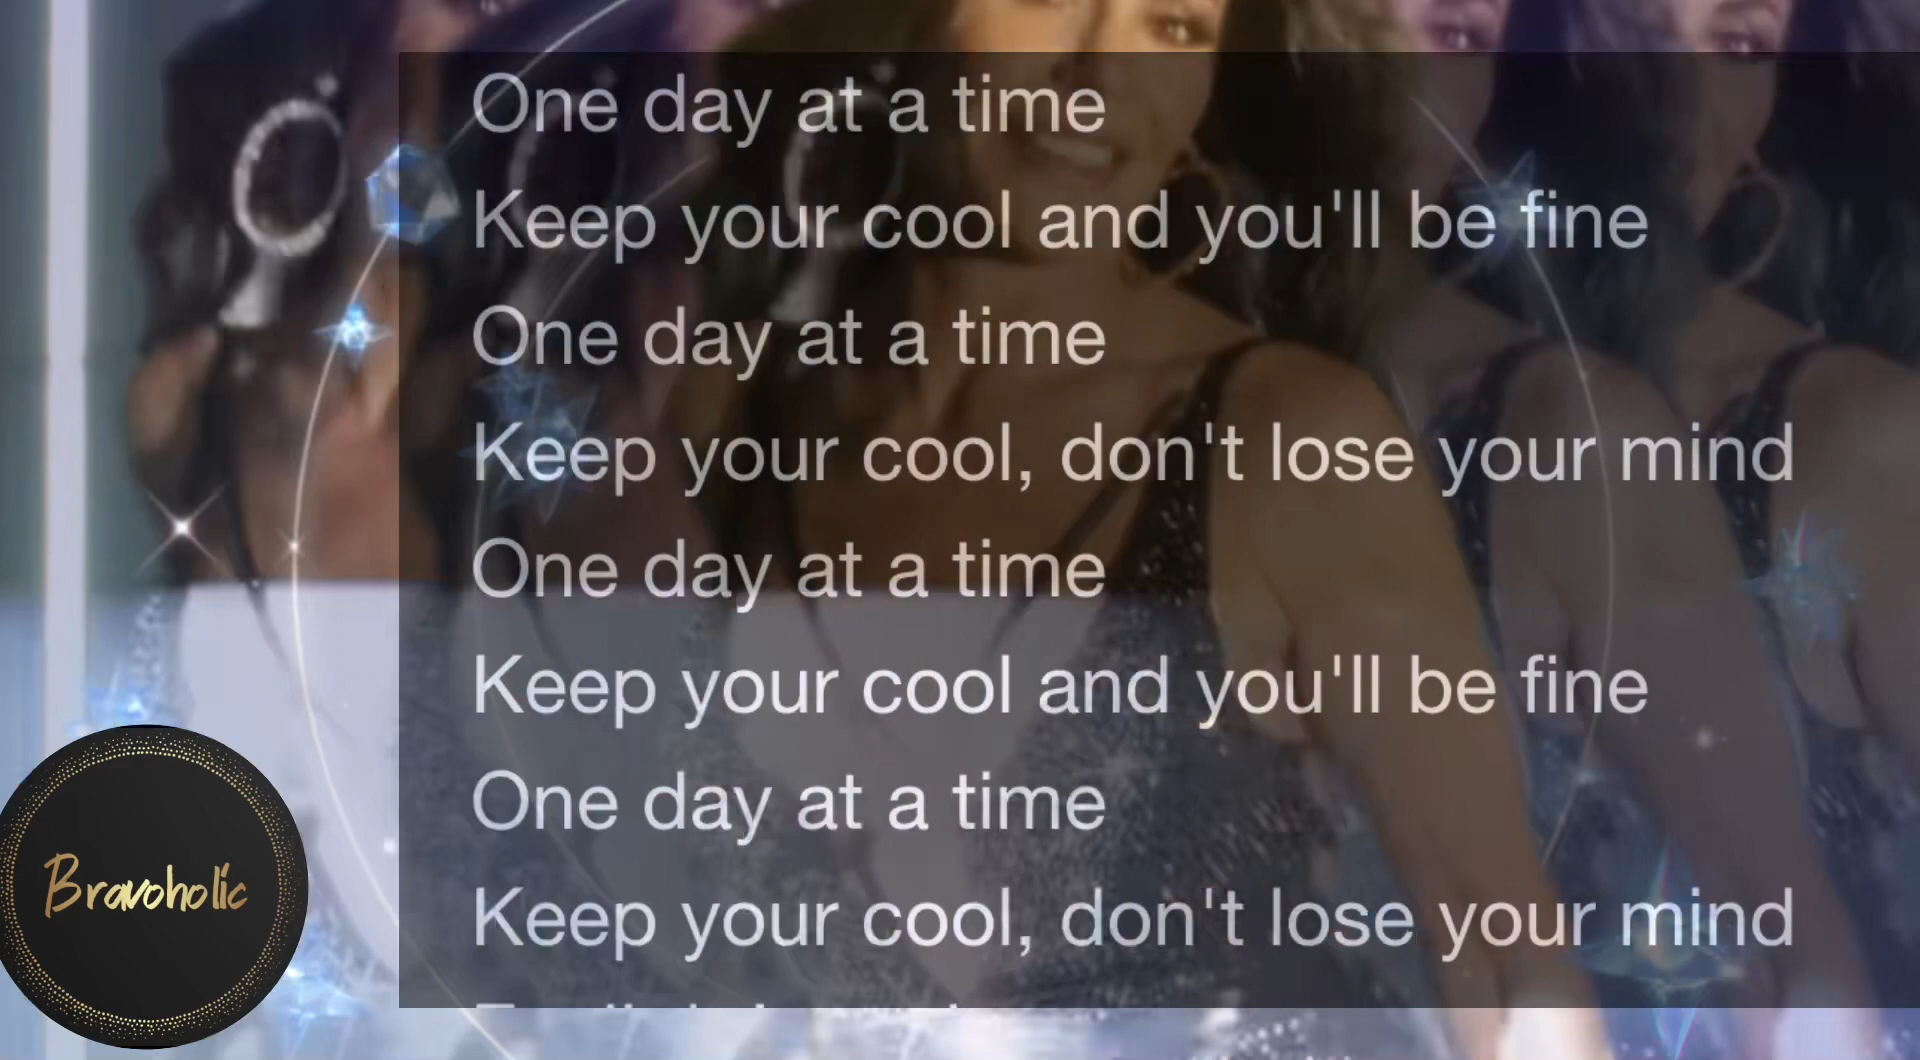 One day at a time
Keep your cool and you'll be fine
One day at a time
Keep your cool, don't lose your mind
One day at a time
Keep your cool and you'll be fine
One day at a time
Keep your cool, don't lose your mind
Bravoholic